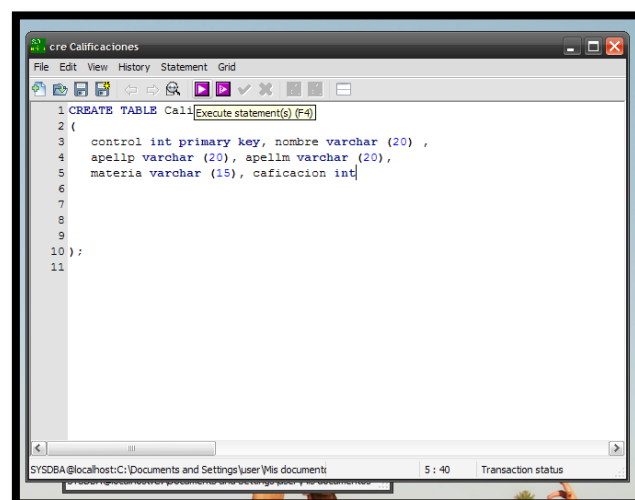 cre Calificaciones
File Edit View History Statement Grid
1 CREATE TABLE Cali
Execute statement(s) (F4)
2 (
3 control int primary key, nombre varchar (20) ,
4 apellp varchar (20), apellm varchar (20),
5 materia varchar (15), caficacion int
6
7
8
9
10 );
11
SYSDBA@localhost:C:\Documents and Settings\user\Mis document
5 : 40
Transaction status